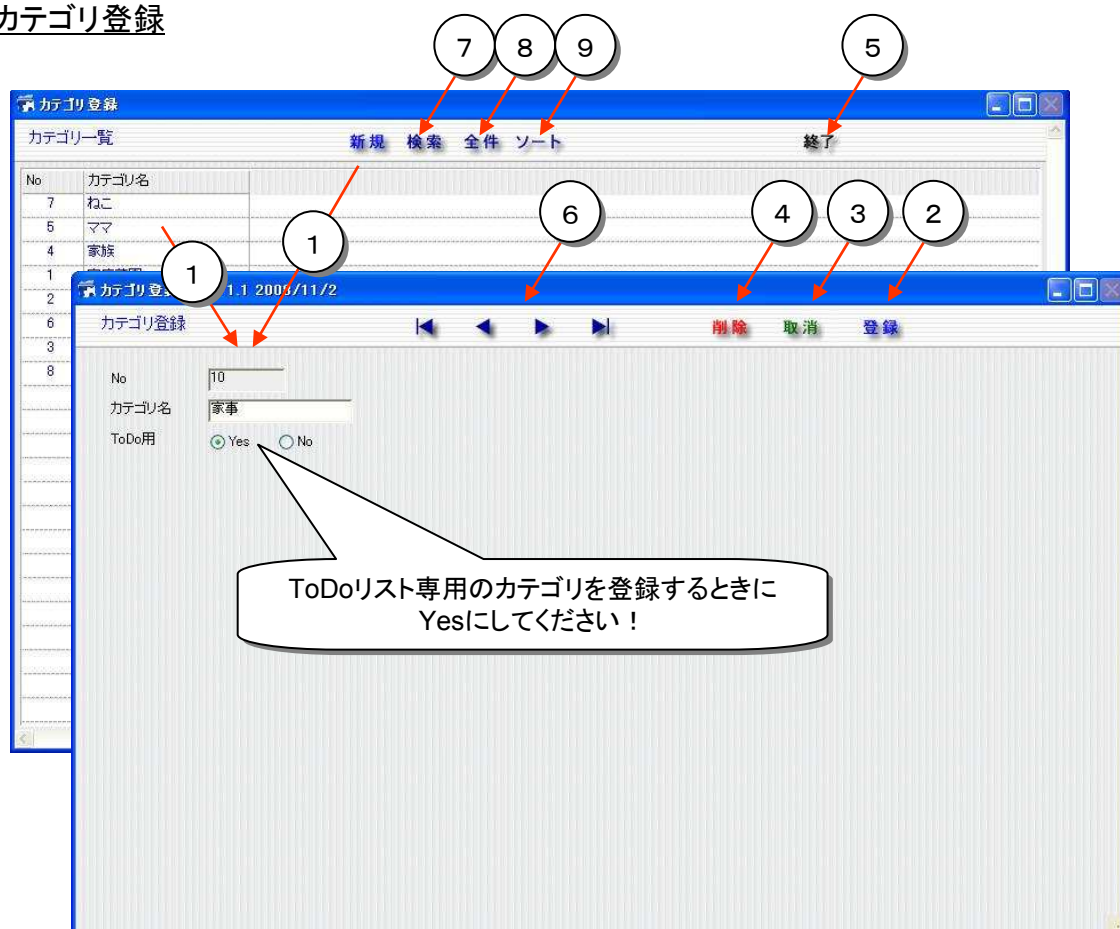 カテゴリ登録
7 8 9 5
カテゴリ登録
カテゴリ一覧 新規 検索 全件 ソート 終了
No カテゴリ名
7 ねこ
5 ママ
4 家族
1
2
6
3
8
6 4 3 2
1
1
カテゴリ登 1.1 2008/11/2
カテゴリ登録 削除 取消 登録
No 10
カテゴリ名 家事
ToDo用 Yes No
ToDoリスト専用のカテゴリを登録するときに
Yesにしてください！